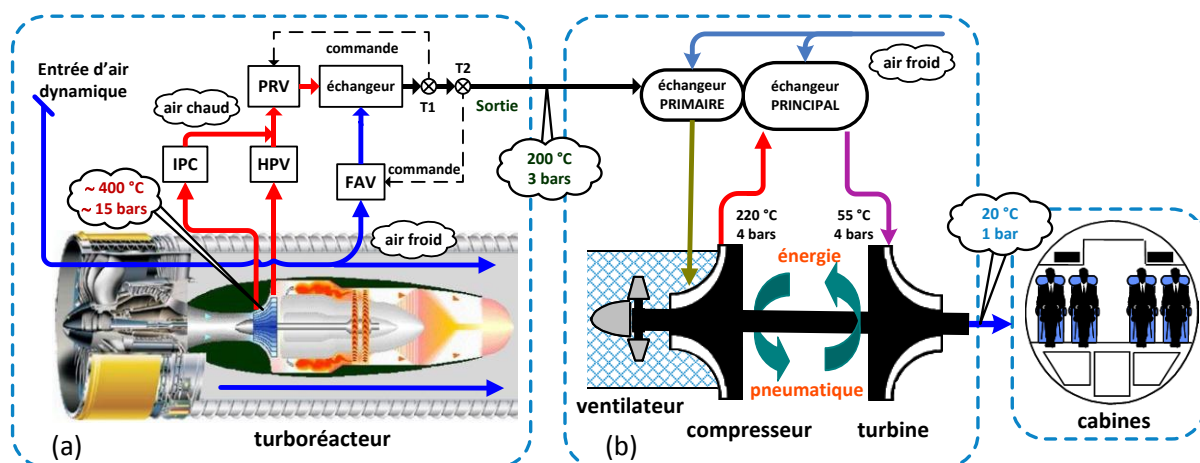 Entrée d'air
dynamique
air chaud
IPC
HPV
PRV
commande
échangeur
T1
T2
Sortie
FAV
commande
~ 400 °C
~ 15 bars
air froid
(a)
turboréacteur
200 °C
3 bars
échangeur
PRIMAIRE
échangeur
PRINCIPAL
air froid
220 °C
4 bars
55 °C
4 bars
énergie
pneumatique
ventilateur
(b)
compresseur
turbine
20 °C
1 bar
cabines